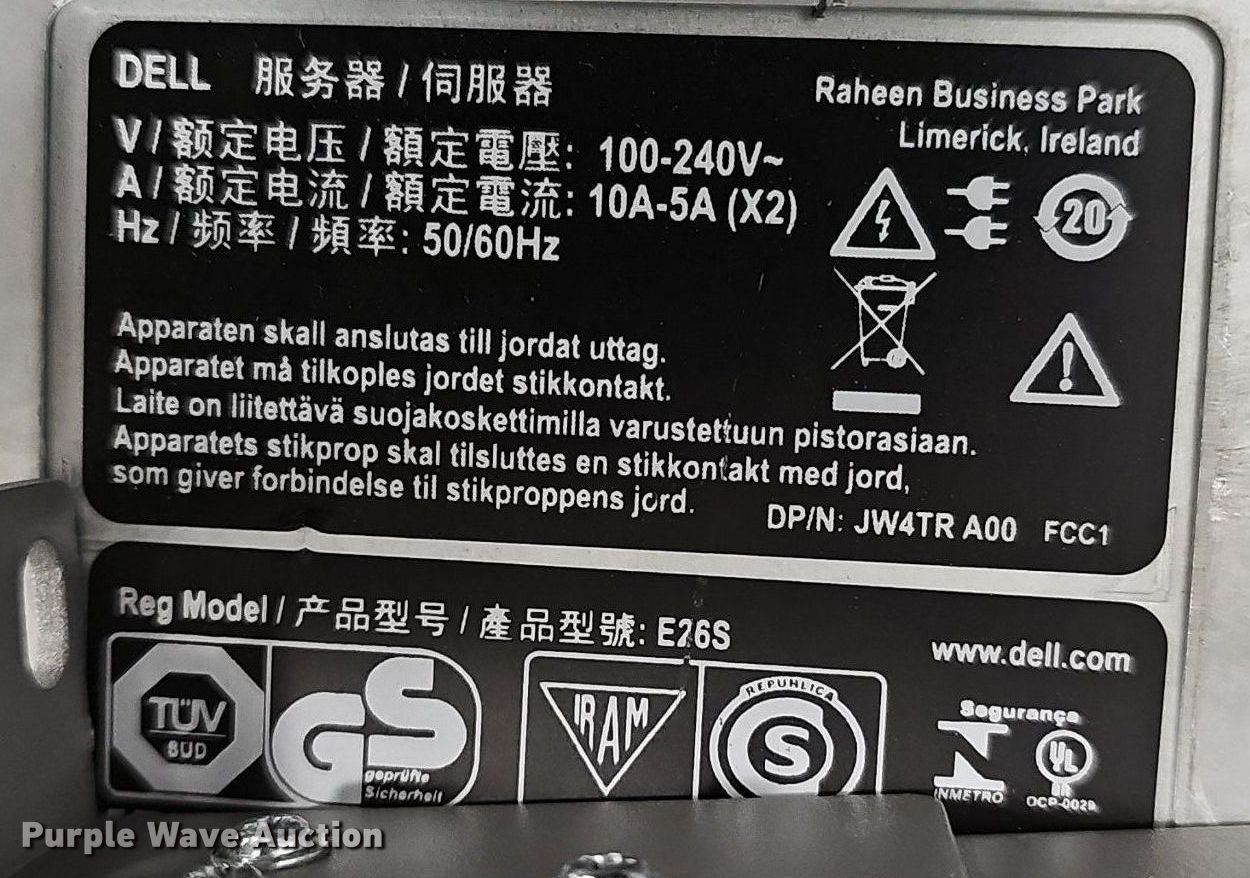 DELL 服务器 / 伺服器
Raheen Business Park
Limerick, Ireland
V / 额定电压 / 額定電壓: 100-240V~
A / 额定电流 / 額定電流: 10A-5A (X2)
Hz / 频率 / 頻率: 50/60Hz
20
Apparaten skall anslutas till jordat uttag.
Apparatet må tilkoples jordet stikkontakt.
Laite on liitettävä suojakoskettimilla varustettuun pistorasiaan.
Apparatets stikprop skal tilsluttes en stikkontakt med jord,
som giver forbindelse til stikproppens jord.
DP/N: JW4TR A00 FCC1
Reg Model / 产品型号 / 產品型號: E26S
www.dell.com
TÜV
SÜD
GS
geprüfte
Sicherheit
IRAM
REPUBLICA
S
Segurança
UL
BR
INMETRO
OCP-0029
Purple Wave Auction